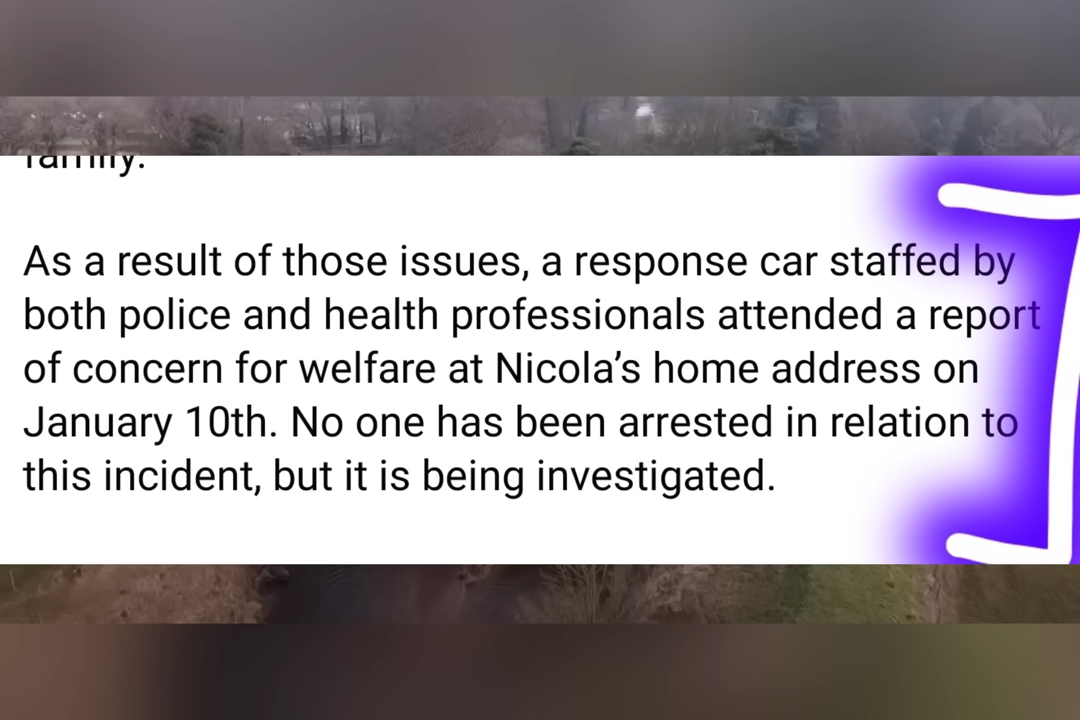 family.
As a result of those issues, a response car staffed by
both police and health professionals attended a report
of concern for welfare at Nicola’s home address on
January 10th. No one has been arrested in relation to
this incident, but it is being investigated.